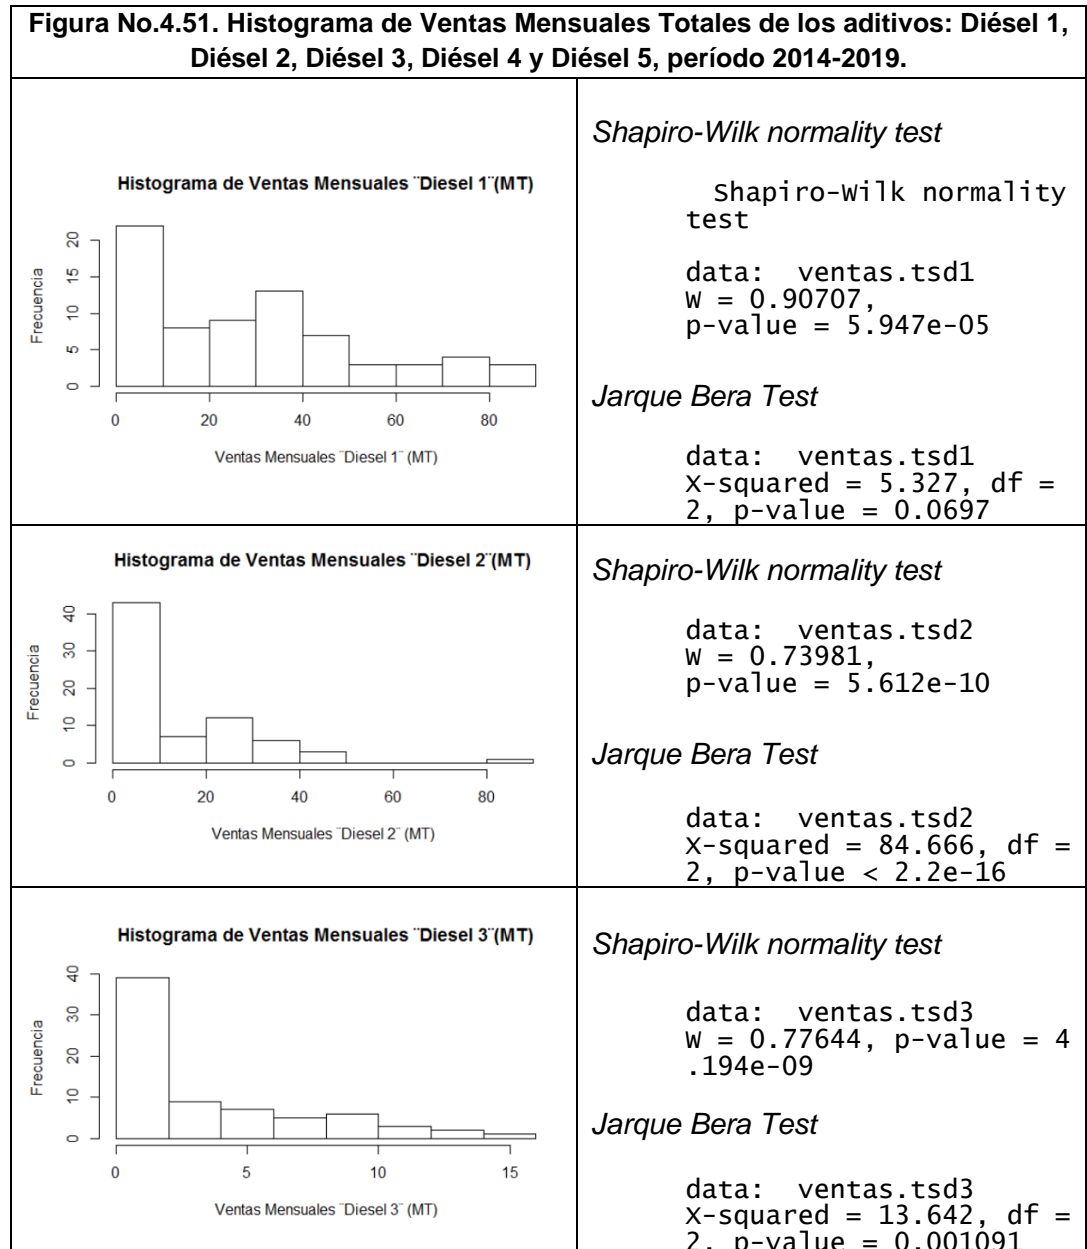 Figura No.4.51. Histograma de Ventas Mensuales Totales de los aditivos: Diésel 1,
Diésel 2, Diésel 3, Diésel 4 y Diésel 5, período 2014-2019.
Histograma de Ventas Mensuales ¨Diesel 1¨(MT)
Frecuencia
20
15
10
5
0
0 20 40 60 80
Ventas Mensuales ¨Diesel 1¨ (MT)
Shapiro-Wilk normality test
Shapiro-Wilk normality
test
data: ventas.tsd1
W = 0.90707,
p-value = 5.947e-05
Jarque Bera Test
data: ventas.tsd1
X-squared = 5.327, df =
2, p-value = 0.0697
Histograma de Ventas Mensuales ¨Diesel 2¨(MT)
Frecuencia
40
30
20
10
0
0 20 40 60 80
Ventas Mensuales ¨Diesel 2¨ (MT)
Shapiro-Wilk normality test
data: ventas.tsd2
W = 0.73981,
p-value = 5.612e-10
Jarque Bera Test
data: ventas.tsd2
X-squared = 84.666, df =
2, p-value < 2.2e-16
Histograma de Ventas Mensuales ¨Diesel 3¨(MT)
Frecuencia
40
30
20
10
0
0 5 10 15
Ventas Mensuales ¨Diesel 3¨ (MT)
Shapiro-Wilk normality test
data: ventas.tsd3
W = 0.77644, p-value = 4
.194e-09
Jarque Bera Test
data: ventas.tsd3
X-squared = 13.642, df =
2, p-value = 0.001091